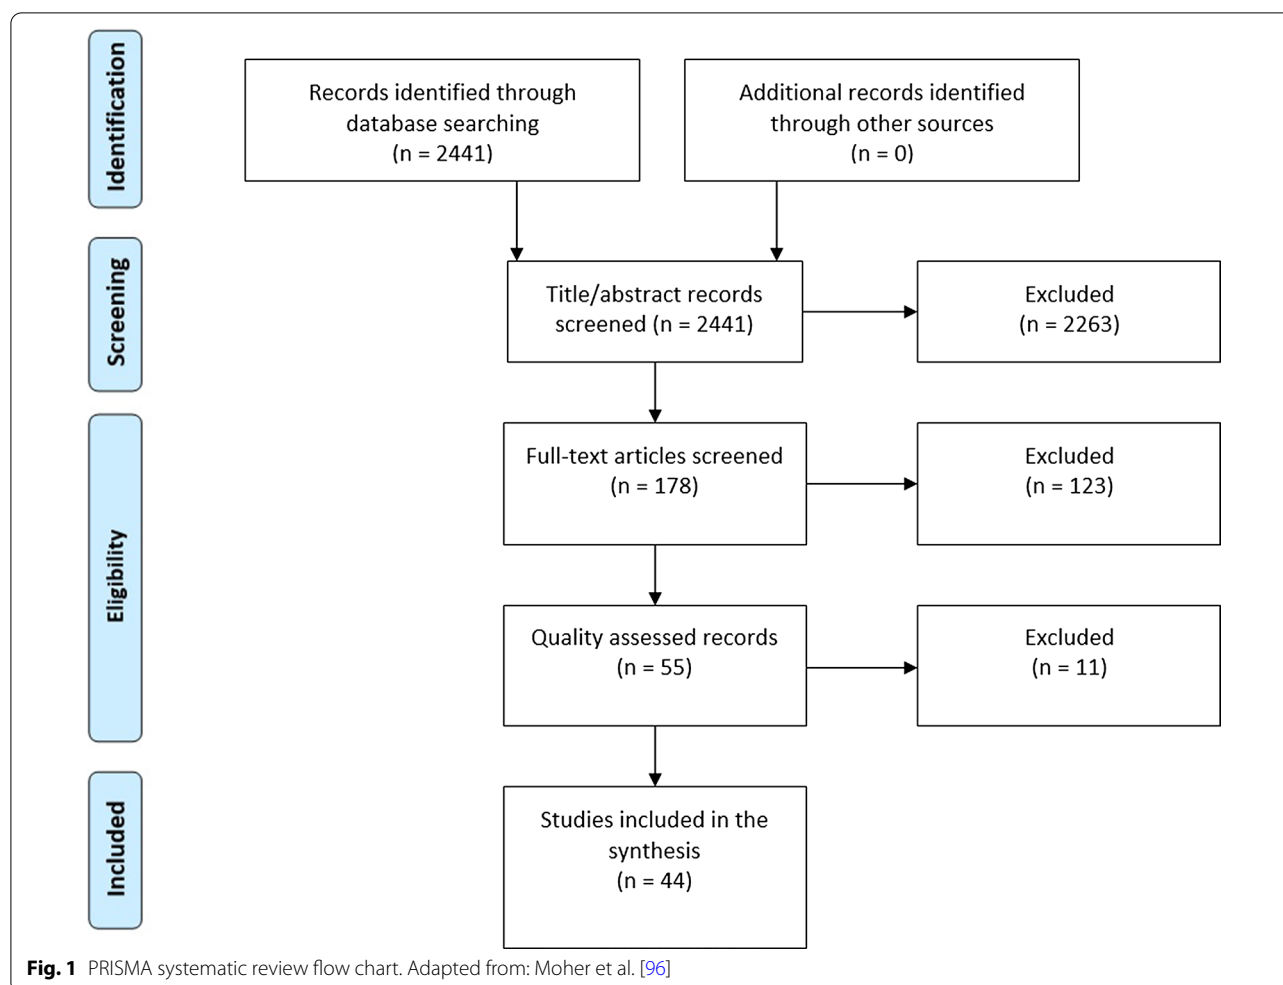 Identification
Records identified through
database searching
(n = 2441)
Additional records identified
through other sources
(n = 0)
Screening
Title/abstract records
screened (n = 2441)
Excluded
(n = 2263)
Eligibility
Full-text articles screened
(n = 178)
Excluded
(n = 123)
Quality assessed records
(n = 55)
Excluded
(n = 11)
Included
Studies included in the
synthesis
(n = 44)
Fig. 1 PRISMA systematic review flow chart. Adapted from: Moher et al. [96]